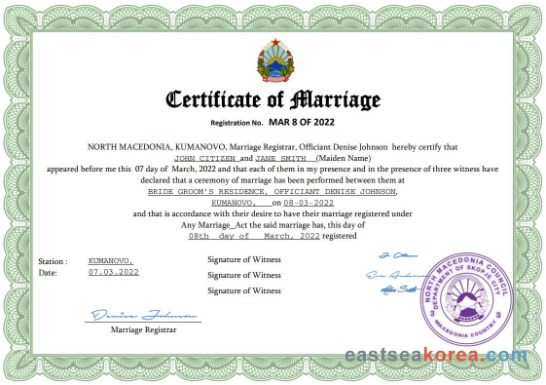 Certificate of Marriage
Registration No. MAR 8 OF 2022
NORTH MACEDONIA, KUMANOVO, Marriage Registrar, Officiant Denise Johnson hereby certify that
JOHN CITIZEN and JANE SMITH (Maiden Name)
appeared before me this 07 day of March, 2022 and that each of them in my presence and in the presence of three witness have
declared that a ceremony of marriage has been performed between them at
BRIDE GROOM'S RESIDENCE, OFFICIANT DENISE JOHNSON,
KUMANOVO, on 08-03-2022
and that is accordance with their desire to have their marriage registered under
Any Marriage_Act the said marriage has, this day of
08th day of March, 2022 registered
Station : KUMANOVO,
Date: 07.03.2022
Signature of Witness
Signature of Witness
Signature of Witness
Denise Johnson
Marriage Registrar
NORTH MACEDONIA COUNCIL
DEPARTMENT OF SKOPJE CITY
MACEDONIA COUNTRY
eastseakorea.com